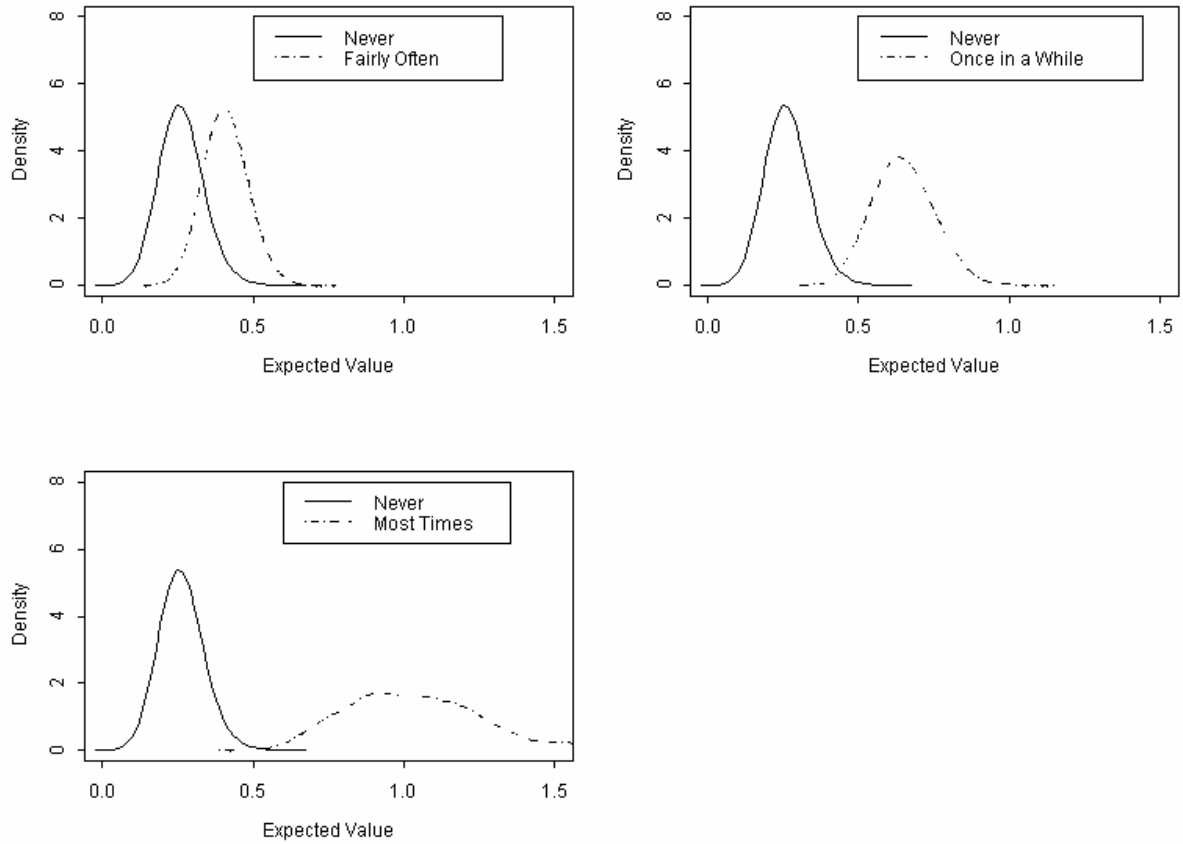 Never
Fairly Often
Density
0 2 4 6 8
0.0 0.5 1.0 1.5
Expected Value
Never
Once in a While
Density
0 2 4 6 8
0.0 0.5 1.0 1.5
Expected Value
Never
Most Times
Density
0 2 4 6 8
0.0 0.5 1.0 1.5
Expected Value